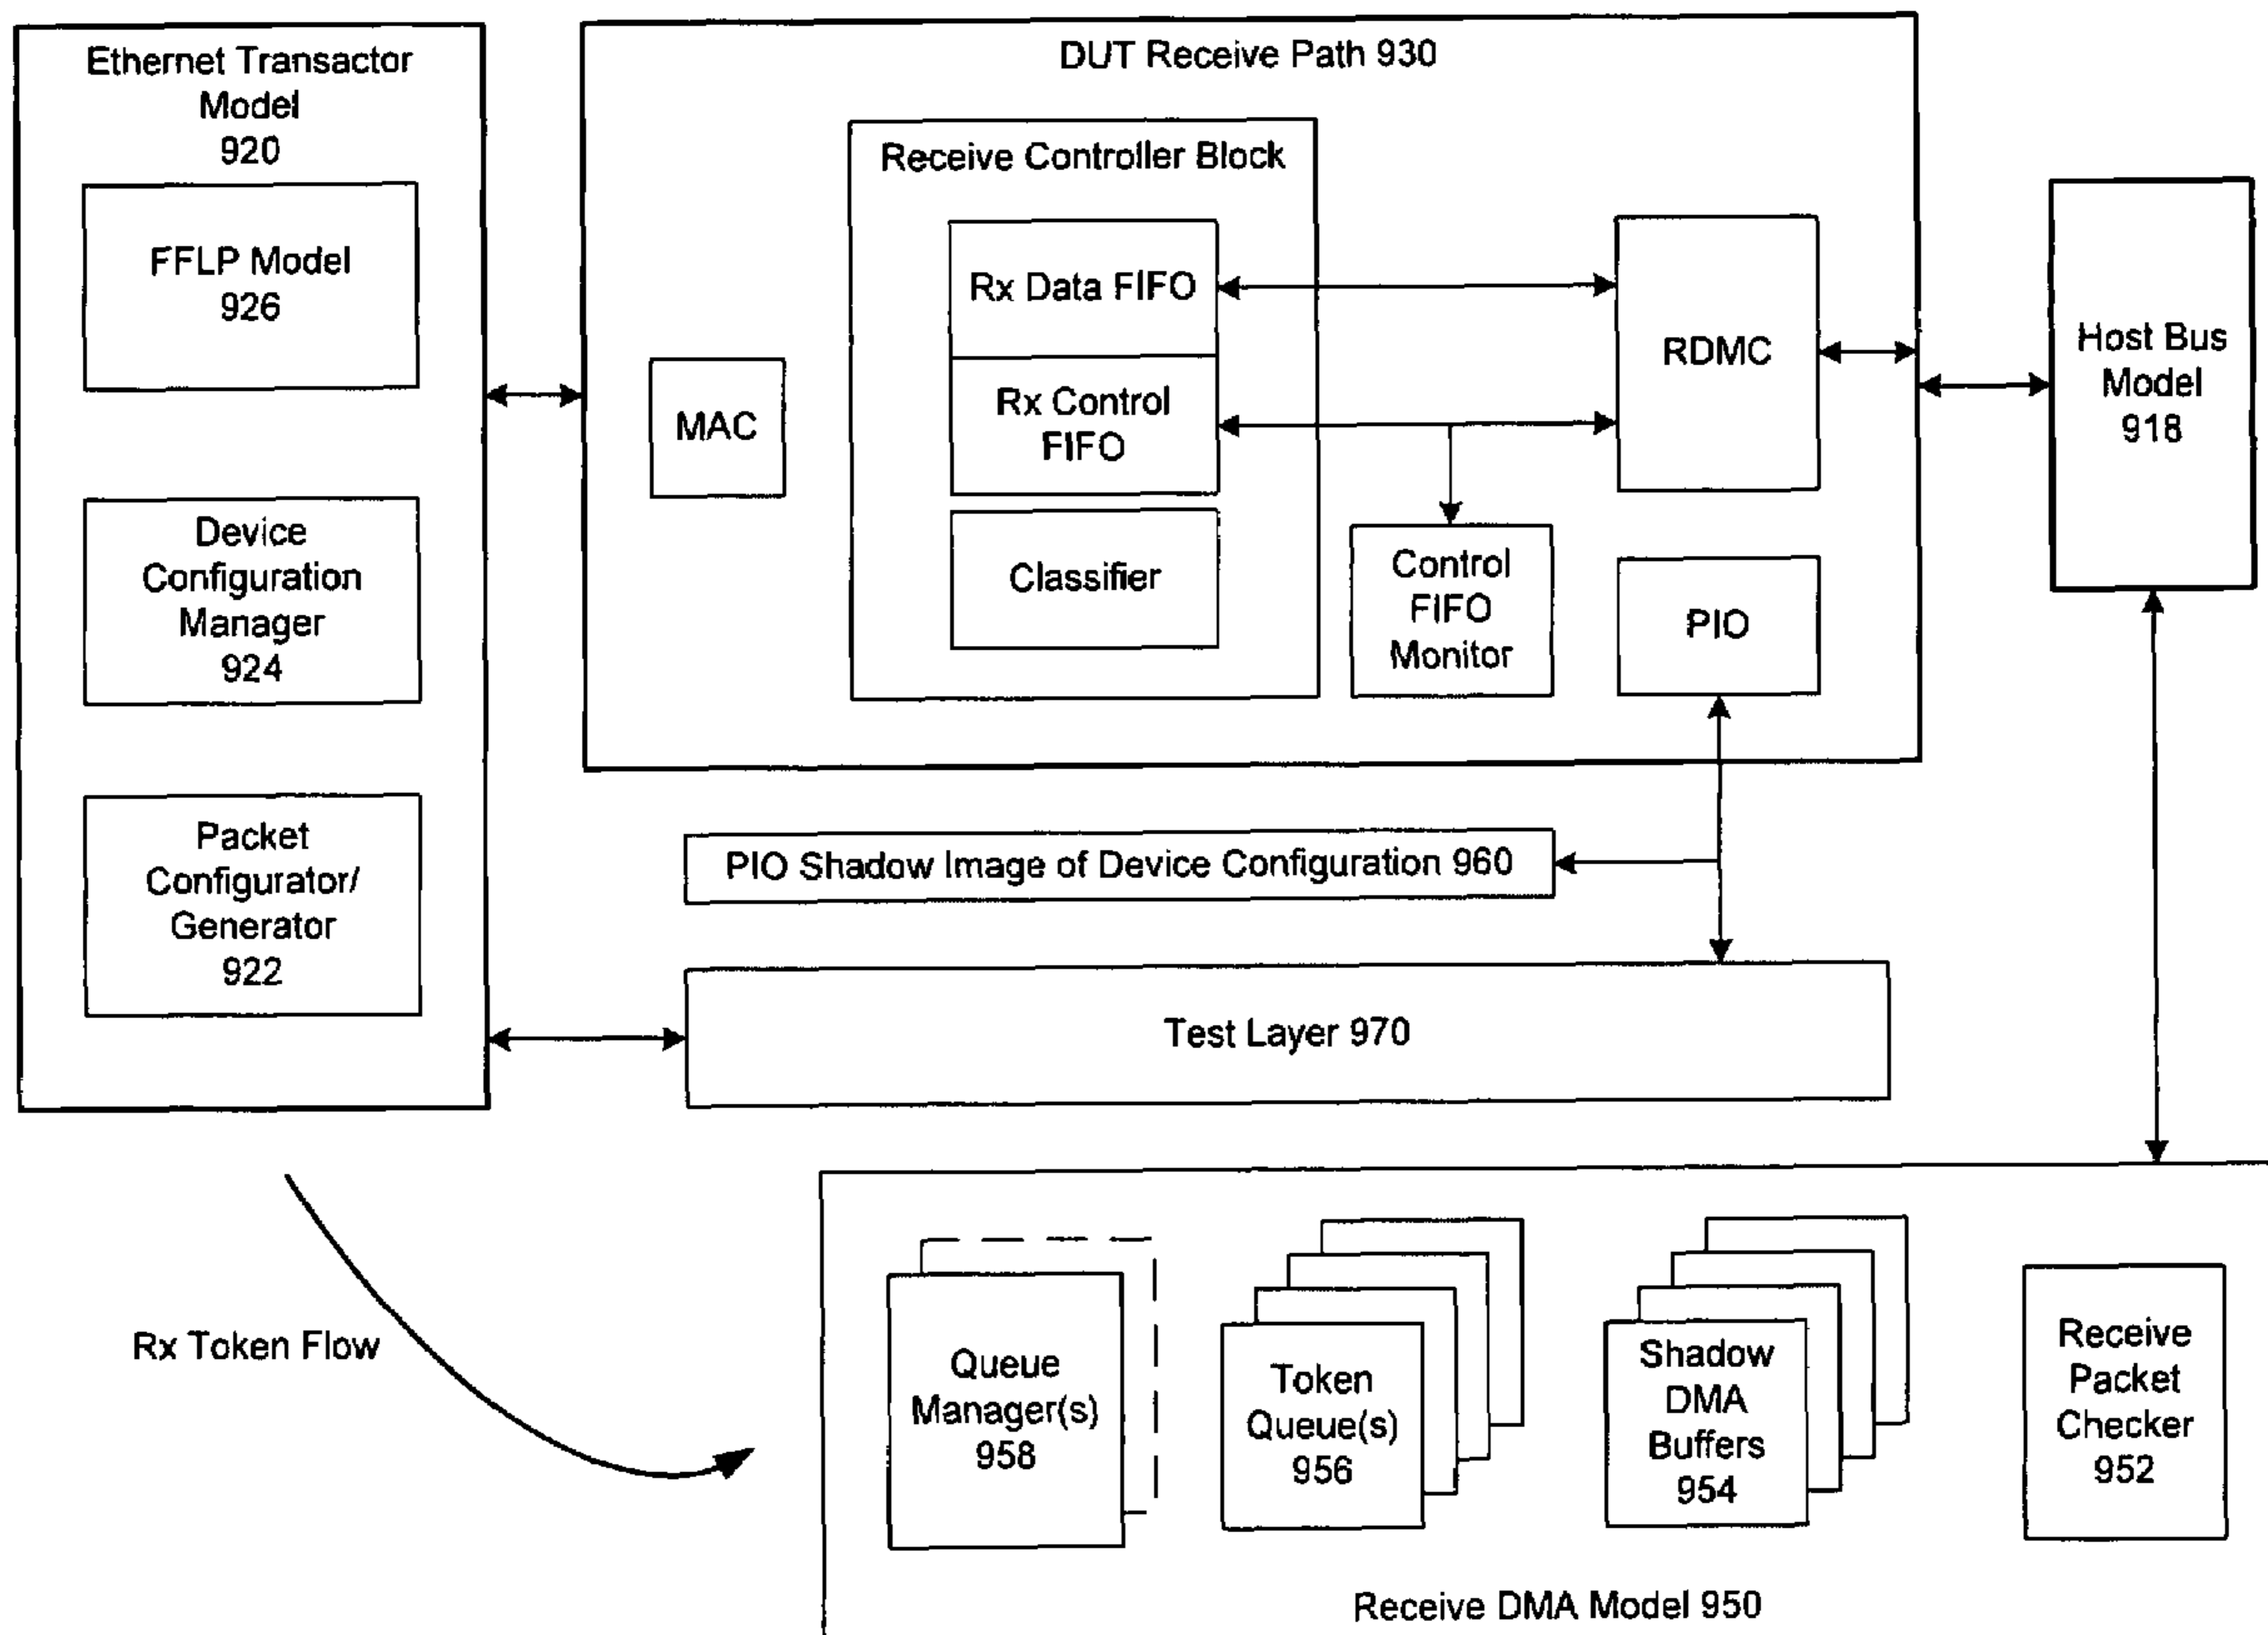 Ethernet Transactor
Model
920
FFLP Model
926
Device
Configuration
Manager
924
Packet
Configurator/
Generator
922
DUT Receive Path 930
MAC
Receive Controller Block
Rx Data FIFO
Rx Control
FIFO
Classifier
RDMC
Control
FIFO
Monitor
PIO
Host Bus
Model
918
PIO Shadow Image of Device Configuration 960
Test Layer 970
Rx Token Flow
Queue
Manager(s)
958
Token
Queue(s)
956
Shadow
DMA
Buffers
954
Receive
Packet
Checker
952
Receive DMA Model 950